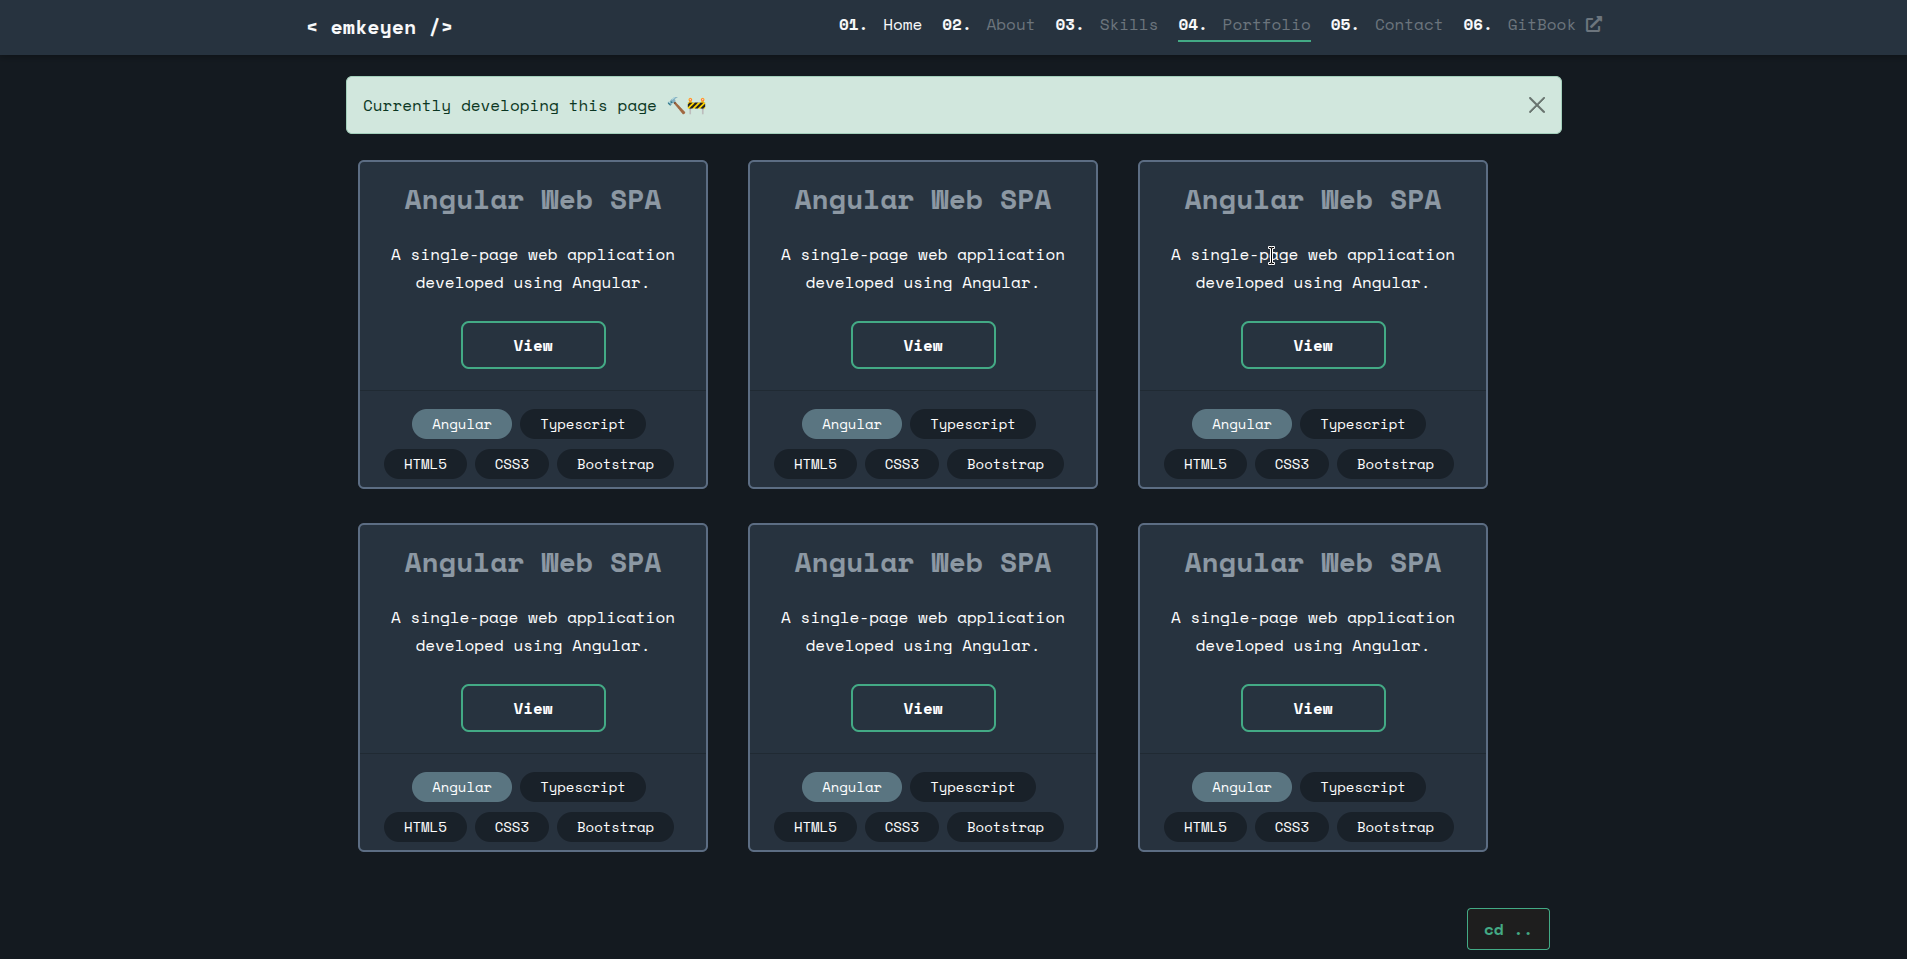 < emkeyen />
01. Home 02. About 03. Skills 04. Portfolio 05. Contact 06. GitBook
Currently developing this page 🔨🚧
Angular Web SPA
A single-page web application
developed using Angular.
View
Angular Typescript
HTML5 CSS3 Bootstrap
Angular Web SPA
A single-page web application
developed using Angular.
View
Angular Typescript
HTML5 CSS3 Bootstrap
Angular Web SPA
A single-page web application
developed using Angular.
View
Angular Typescript
HTML5 CSS3 Bootstrap
Angular Web SPA
A single-page web application
developed using Angular.
View
Angular Typescript
HTML5 CSS3 Bootstrap
Angular Web SPA
A single-page web application
developed using Angular.
View
Angular Typescript
HTML5 CSS3 Bootstrap
Angular Web SPA
A single-page web application
developed using Angular.
View
Angular Typescript
HTML5 CSS3 Bootstrap
cd ..